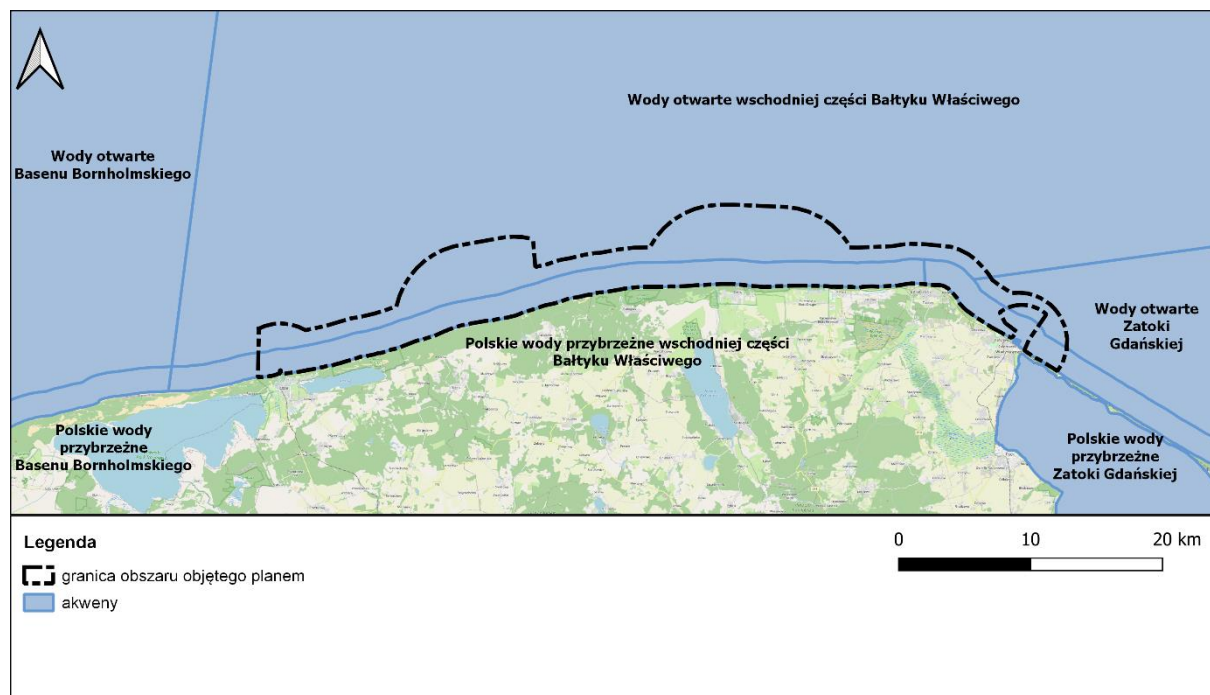 Wody otwarte wschodniej części Bałtyku Właściwego
Wody otwarte
Basenu Bornholmskiego
Wody otwarte
Zatoki
Gdańskiej
Polskie wody przybrzeżne wschodniej części
Bałtyku Właściwego
Polskie wody
przybrzeżne
Basenu Bornholmskiego
Polskie wody
przybrzeżne
Zatoki Gdańskiej
Legenda
granica obszaru objętego planem
akweny
0 10 20 km